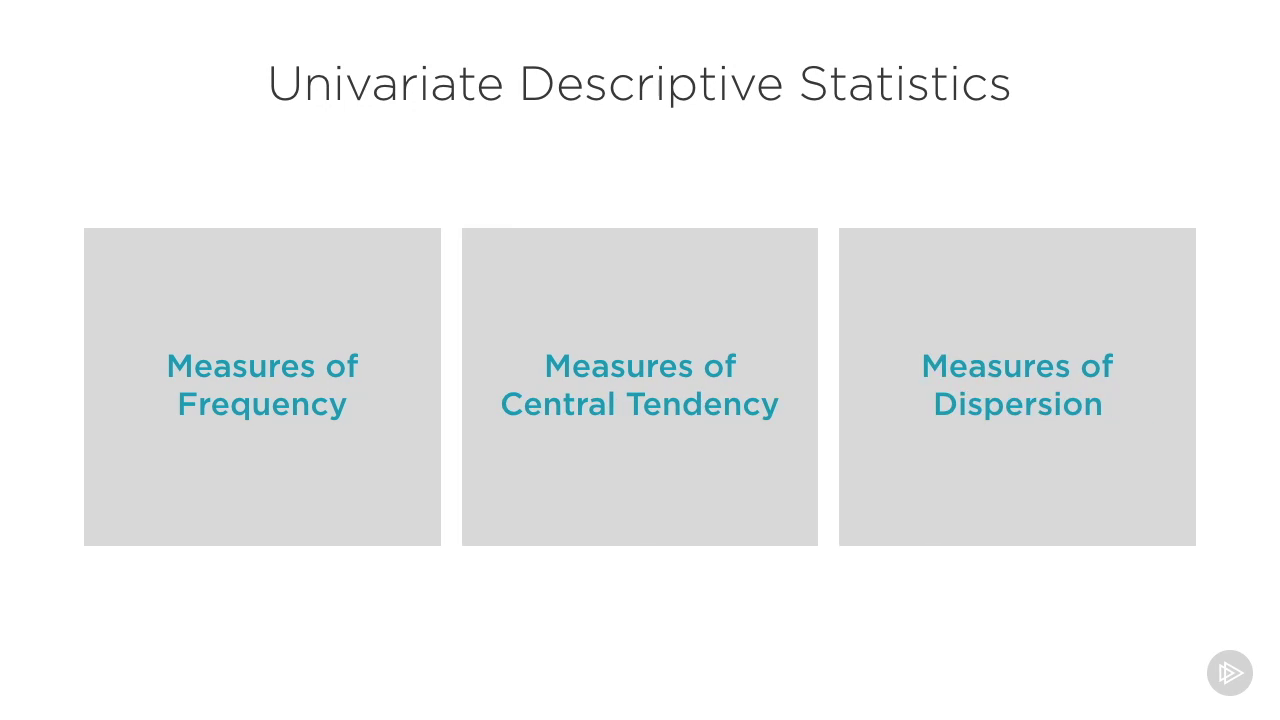 Univariate Descriptive Statistics
Measures of
Frequency
Measures of
Central Tendency
Measures of
Dispersion